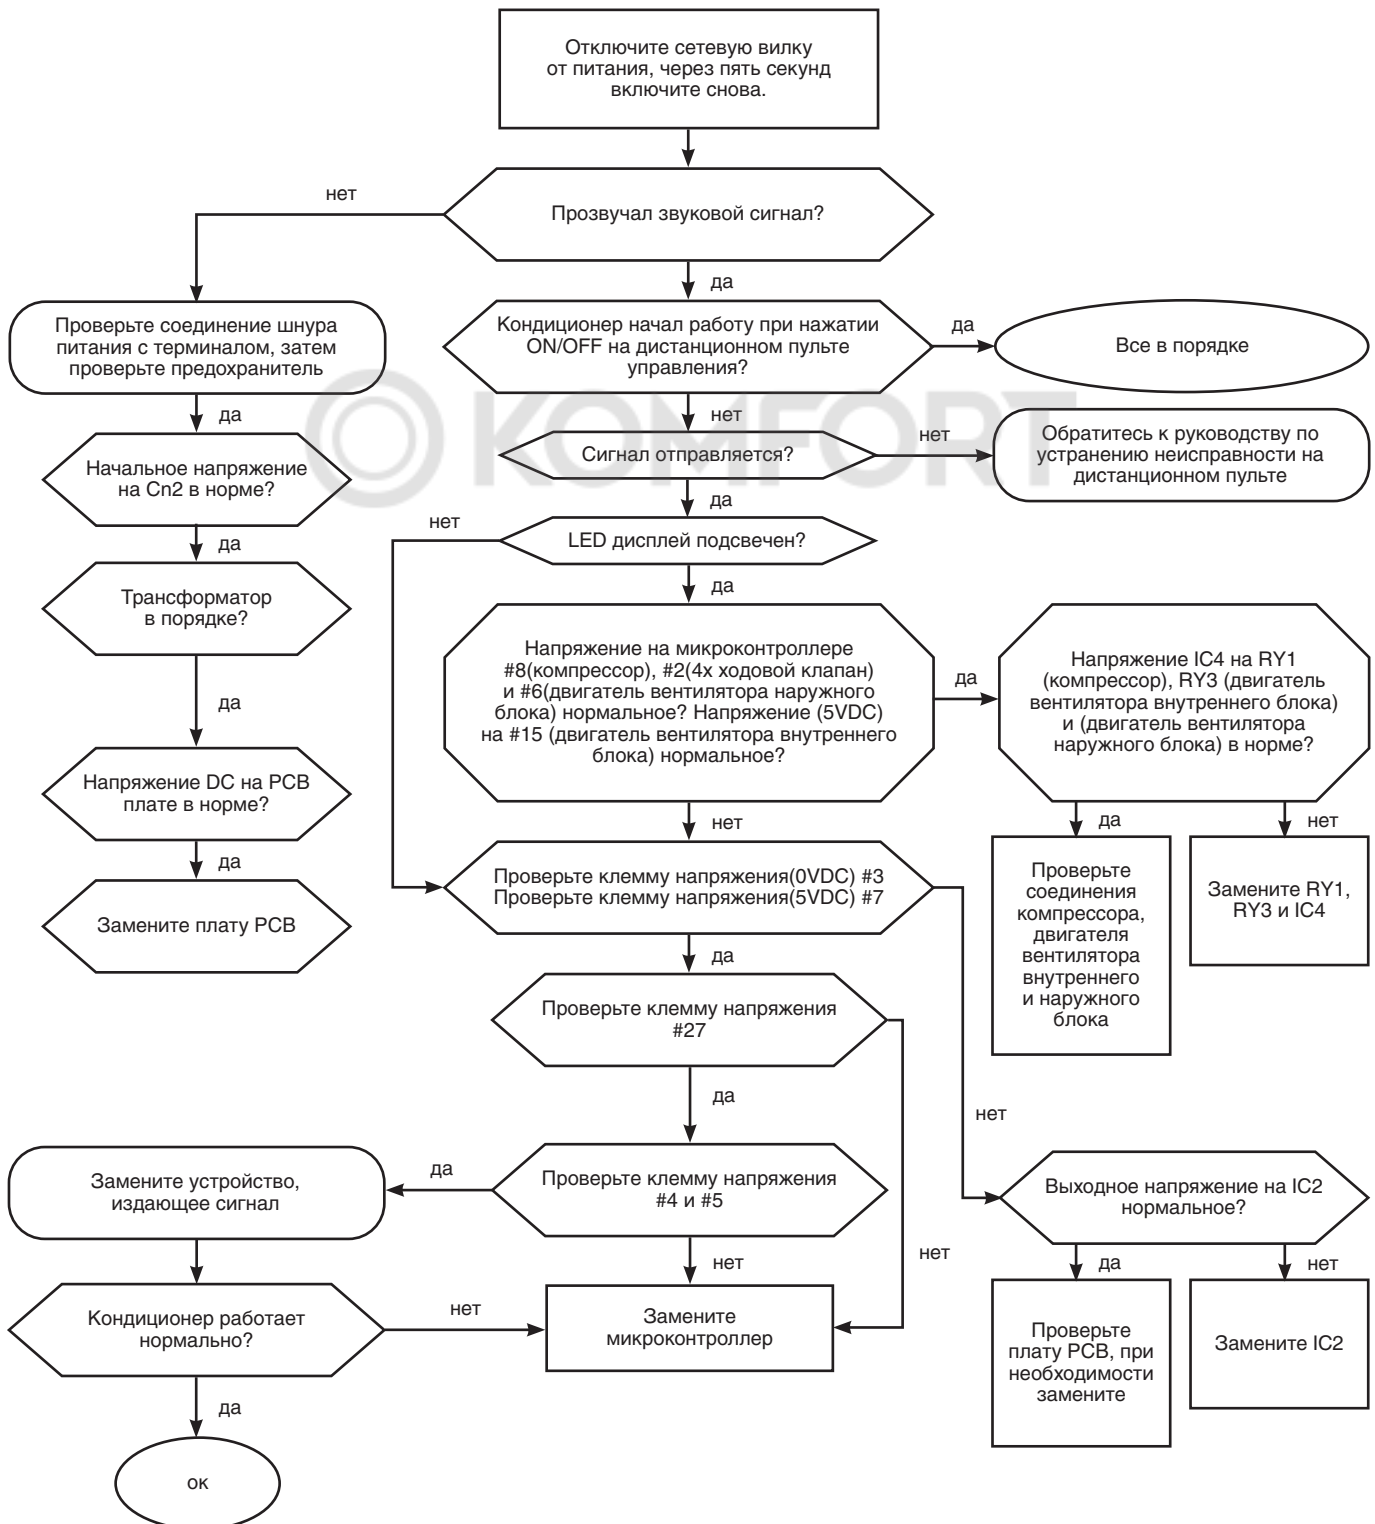 Отключите сетевую вилку
от питания, через пять секунд
включите снова.
нет
Прозвучал звуковой сигнал?
да
Проверьте соединение шнура
питания с терминалом, затем
проверьте предохранитель
Кондиционер начал работу при нажатии
ON/OFF на дистанционном пульте
управления?
да
Все в порядке
да
нет
KOMFORT
Начальное напряжение
на Cn2 в норме?
Сигнал отправляется?
нет
Обратитесь к руководству по
устранению неисправности на
дистанционном пульте
да
нет
LED дисплей подсвечен?
да
да
Трансформатор
в порядке?
Напряжение на микроконтроллере
#8(компрессор), #2(4х ходовой клапан)
и #6(двигатель вентилятора наружного
блока) нормальное? Напряжение (5VDC)
на #15 (двигатель вентилятора внутреннего
блока) нормальное?
да
Напряжение IC4 на RY1
(компрессор), RY3 (двигатель
вентилятора внутреннего блока)
и (двигатель вентилятора
наружного блока) в норме?
да
Напряжение DC на PCB
плате в норме?
нет
да
нет
да
Замените плату PCB
Проверьте клемму напряжения(0VDC) #3
Проверьте клемму напряжения(5VDC) #7
Проверьте
соединения
компрессора,
двигателя
вентилятора
внутреннего
и наружного
блока
Замените RY1,
RY3 и IC4
да
Проверьте клемму напряжения
#27
да
нет
Замените устройство,
издающее сигнал
да
Проверьте клемму напряжения
#4 и #5
Выходное напряжение на IC2
нормальное?
нет
нет
да
нет
Кондиционер работает
нормально?
нет
Замените
микроконтроллер
Проверьте
плату PCB, при
необходимости
замените
Замените IC2
да
ок